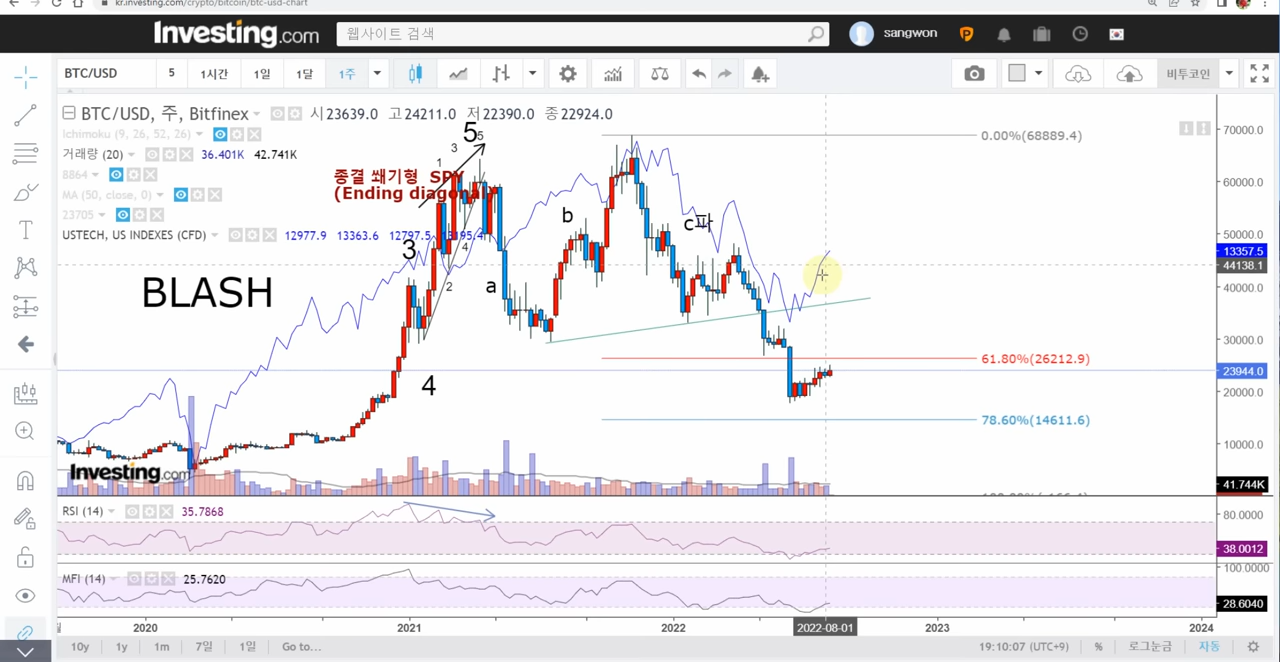 kr.investing.com/crypto/bitcoin/btc-usd-chart
Investing.com
웹사이트 검색
sangwon
BTC/USD 5 1시간 1일 1달 1주
비트코인
BTC/USD, 주, Bitfinex 시23639.0 고24211.0 저22390.0 종22924.0
Ichimoku (9, 26, 52, 26)
거래량 (20) 36.401K 42.741K
8864
MA (50, close, 0)
23705
USTECH, US INDEXES (CFD) 12977.9 13363.6 12797.5 13195.4
종결 쐐기형 SPY
(Ending diagonal)
BLASH
1
2
3
4
5
5
3
4
a
b
c파
0.00%(68889.4)
61.80%(26212.9)
78.60%(14611.6)
70000.0
60000.0
50000.0
13357.5
44138.1
40000.0
30000.0
23944.0
20000.0
10000.0
41.744K
Investing.com
RSI (14) 35.7868
80.0000
38.0012
MFI (14) 25.7620
100.0000
28.6040
2020 2021 2022 2022-08-01 2023 2024
10y 1y 1m 7일 1일 Go to... 19:10:07 (UTC+9) % 로그눈금 자동